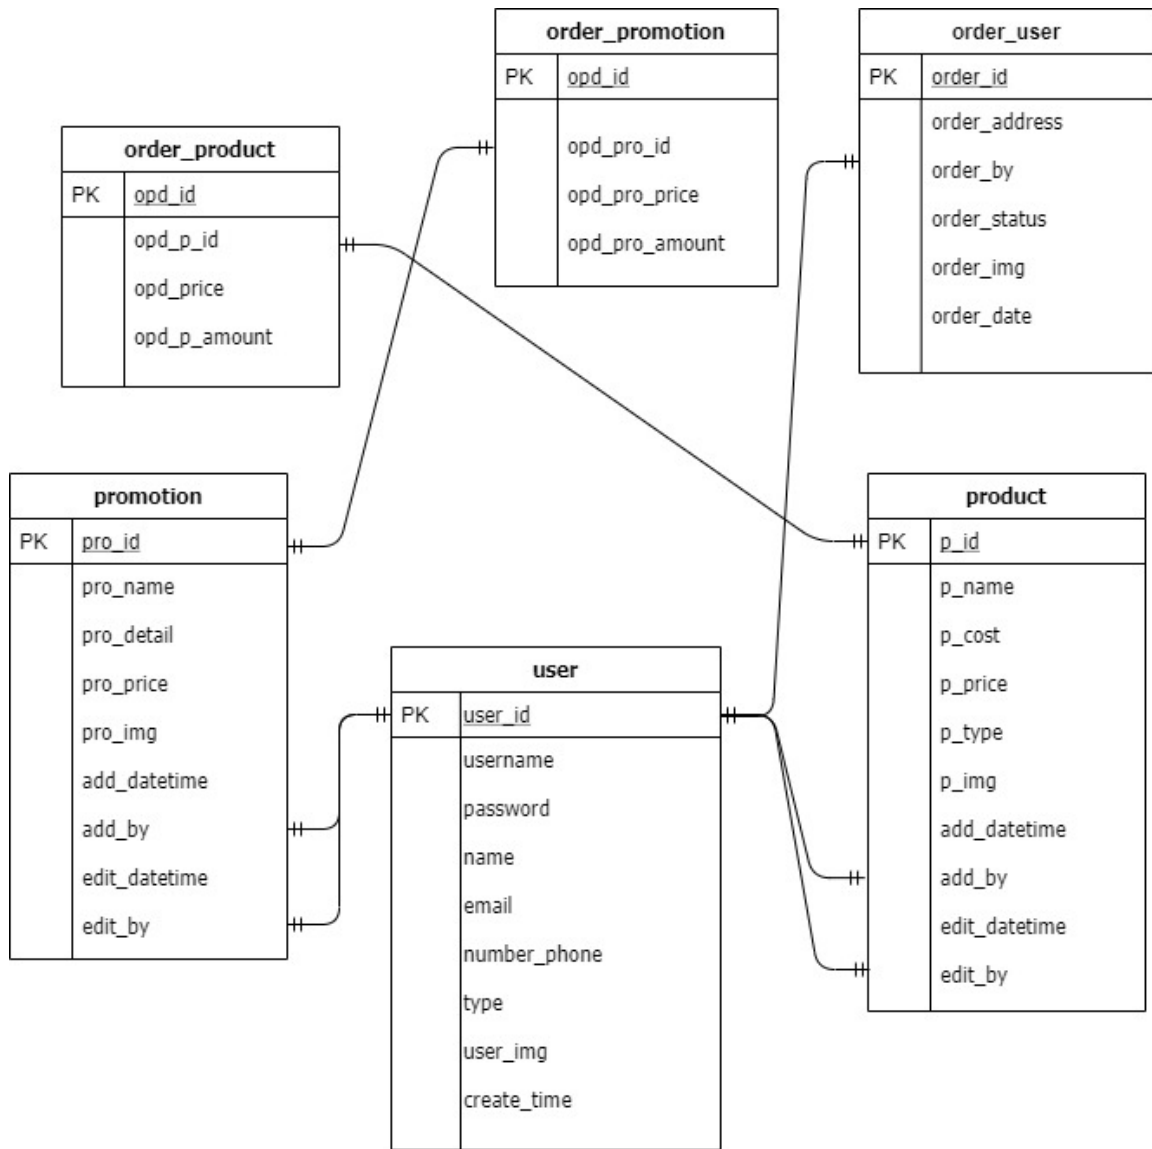 order_promotion
PK opd_id
opd_pro_id
opd_pro_price
opd_pro_amount
order_user
PK order_id
order_address
order_by
order_status
order_img
order_date
order_product
PK opd_id
opd_p_id
opd_price
opd_p_amount
promotion
PK pro_id
pro_name
pro_detail
pro_price
pro_img
add_datetime
add_by
edit_datetime
edit_by
user
PK user_id
username
password
name
email
number_phone
type
user_img
create_time
product
PK p_id
p_name
p_cost
p_price
p_type
p_img
add_datetime
add_by
edit_datetime
edit_by